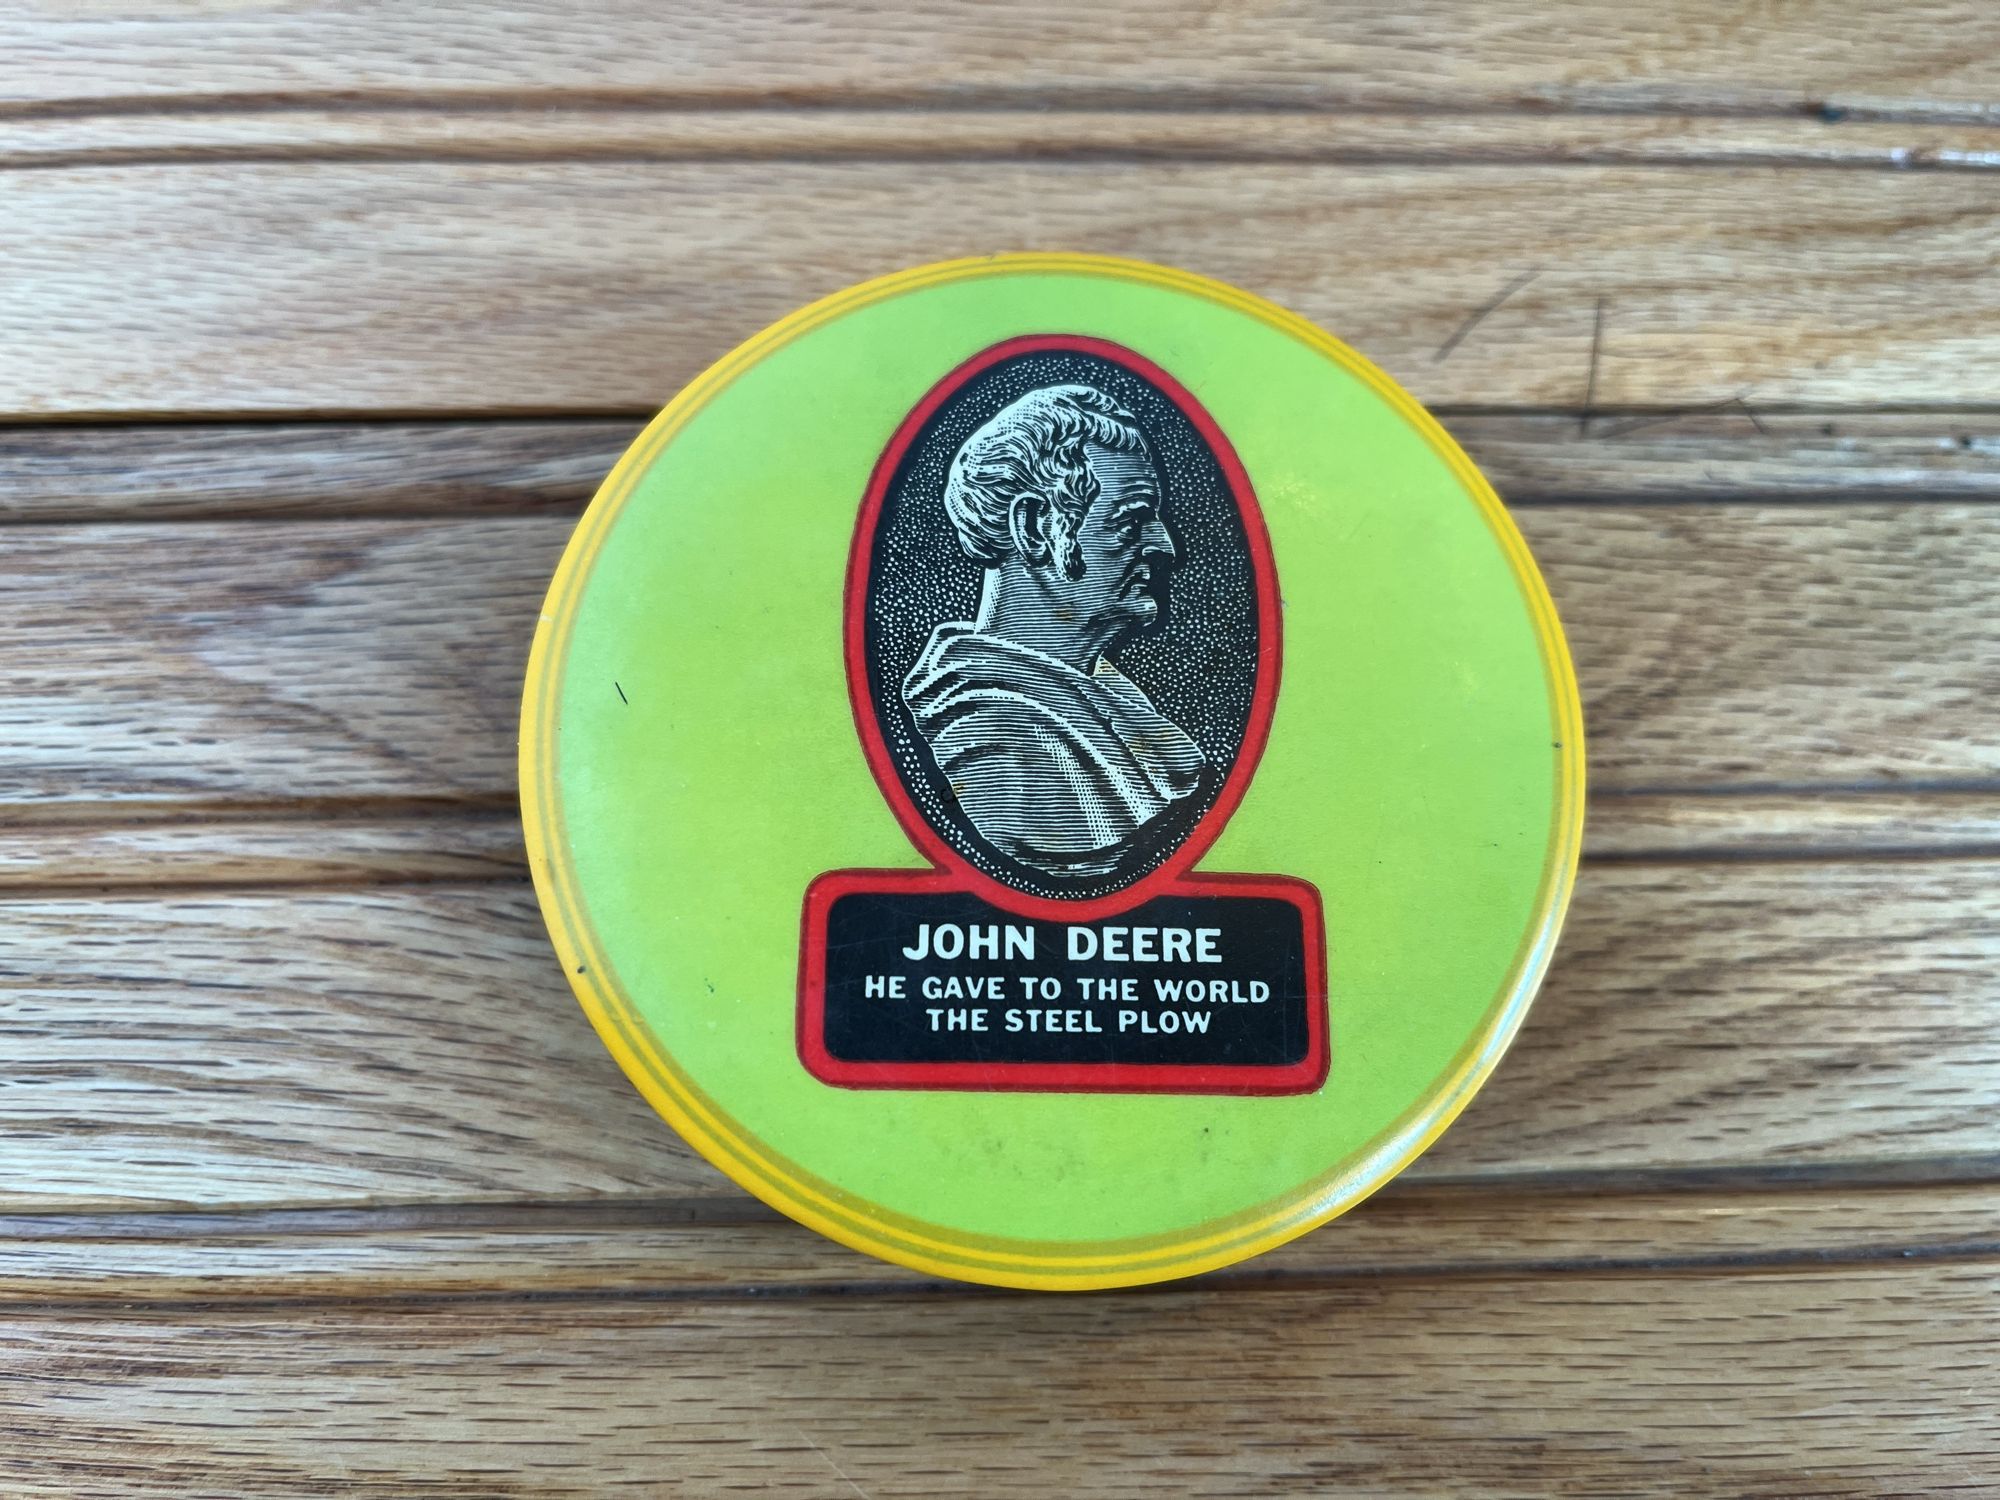 JOHN DEERE
HE GAVE TO THE WORLD
THE STEEL PLOW